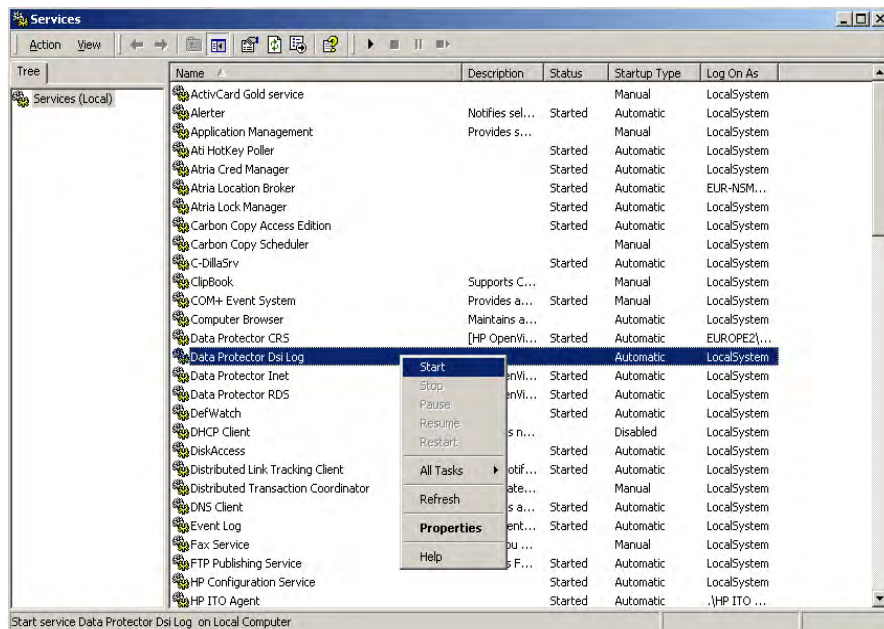 Services
Action View
Tree
Name Description Status Startup Type Log On As
Services (Local)
ActivCard Gold service Manual LocalSystem
Alerter Notifies sel... Started Automatic LocalSystem
Application Management Provides s... Manual LocalSystem
Ati HotKey Poller Started Automatic LocalSystem
Atria Cred Manager Started Automatic LocalSystem
Atria Location Broker Started Automatic EUR-NSM...
Atria Lock Manager Started Automatic LocalSystem
Carbon Copy Access Edition Started Automatic LocalSystem
Carbon Copy Scheduler Manual LocalSystem
C-DillaSrv Started Automatic LocalSystem
ClipBook Supports C... Manual LocalSystem
COM+ Event System Provides a... Started Manual LocalSystem
Computer Browser Maintains a... Automatic LocalSystem
Data Protector CRS [HP OpenVi... Started Automatic EUROPE2\...
Data Protector Dsi Log Automatic LocalSystem
Data Protector Inet enVi... Started Automatic LocalSystem
Data Protector RDS enVi... Started Automatic LocalSystem
DefWatch Started Automatic LocalSystem
DHCP Client s n... Disabled LocalSystem
DiskAccess Started Automatic LocalSystem
Distributed Link Tracking Client otif... Started Automatic LocalSystem
Distributed Transaction Coordinator ate... Manual LocalSystem
DNS Client s a... Started Automatic LocalSystem
Event Log ent... Started Automatic LocalSystem
Fax Service ou ... Manual LocalSystem
FTP Publishing Service s F... Started Automatic LocalSystem
HP Configuration Service Started Automatic LocalSystem
HP ITO Agent Started Automatic .\HP ITO ...
Start
Stop
Pause
Resume
Restart
All Tasks
Refresh
Properties
Help
Start service Data Protector Dsi Log on Local Computer